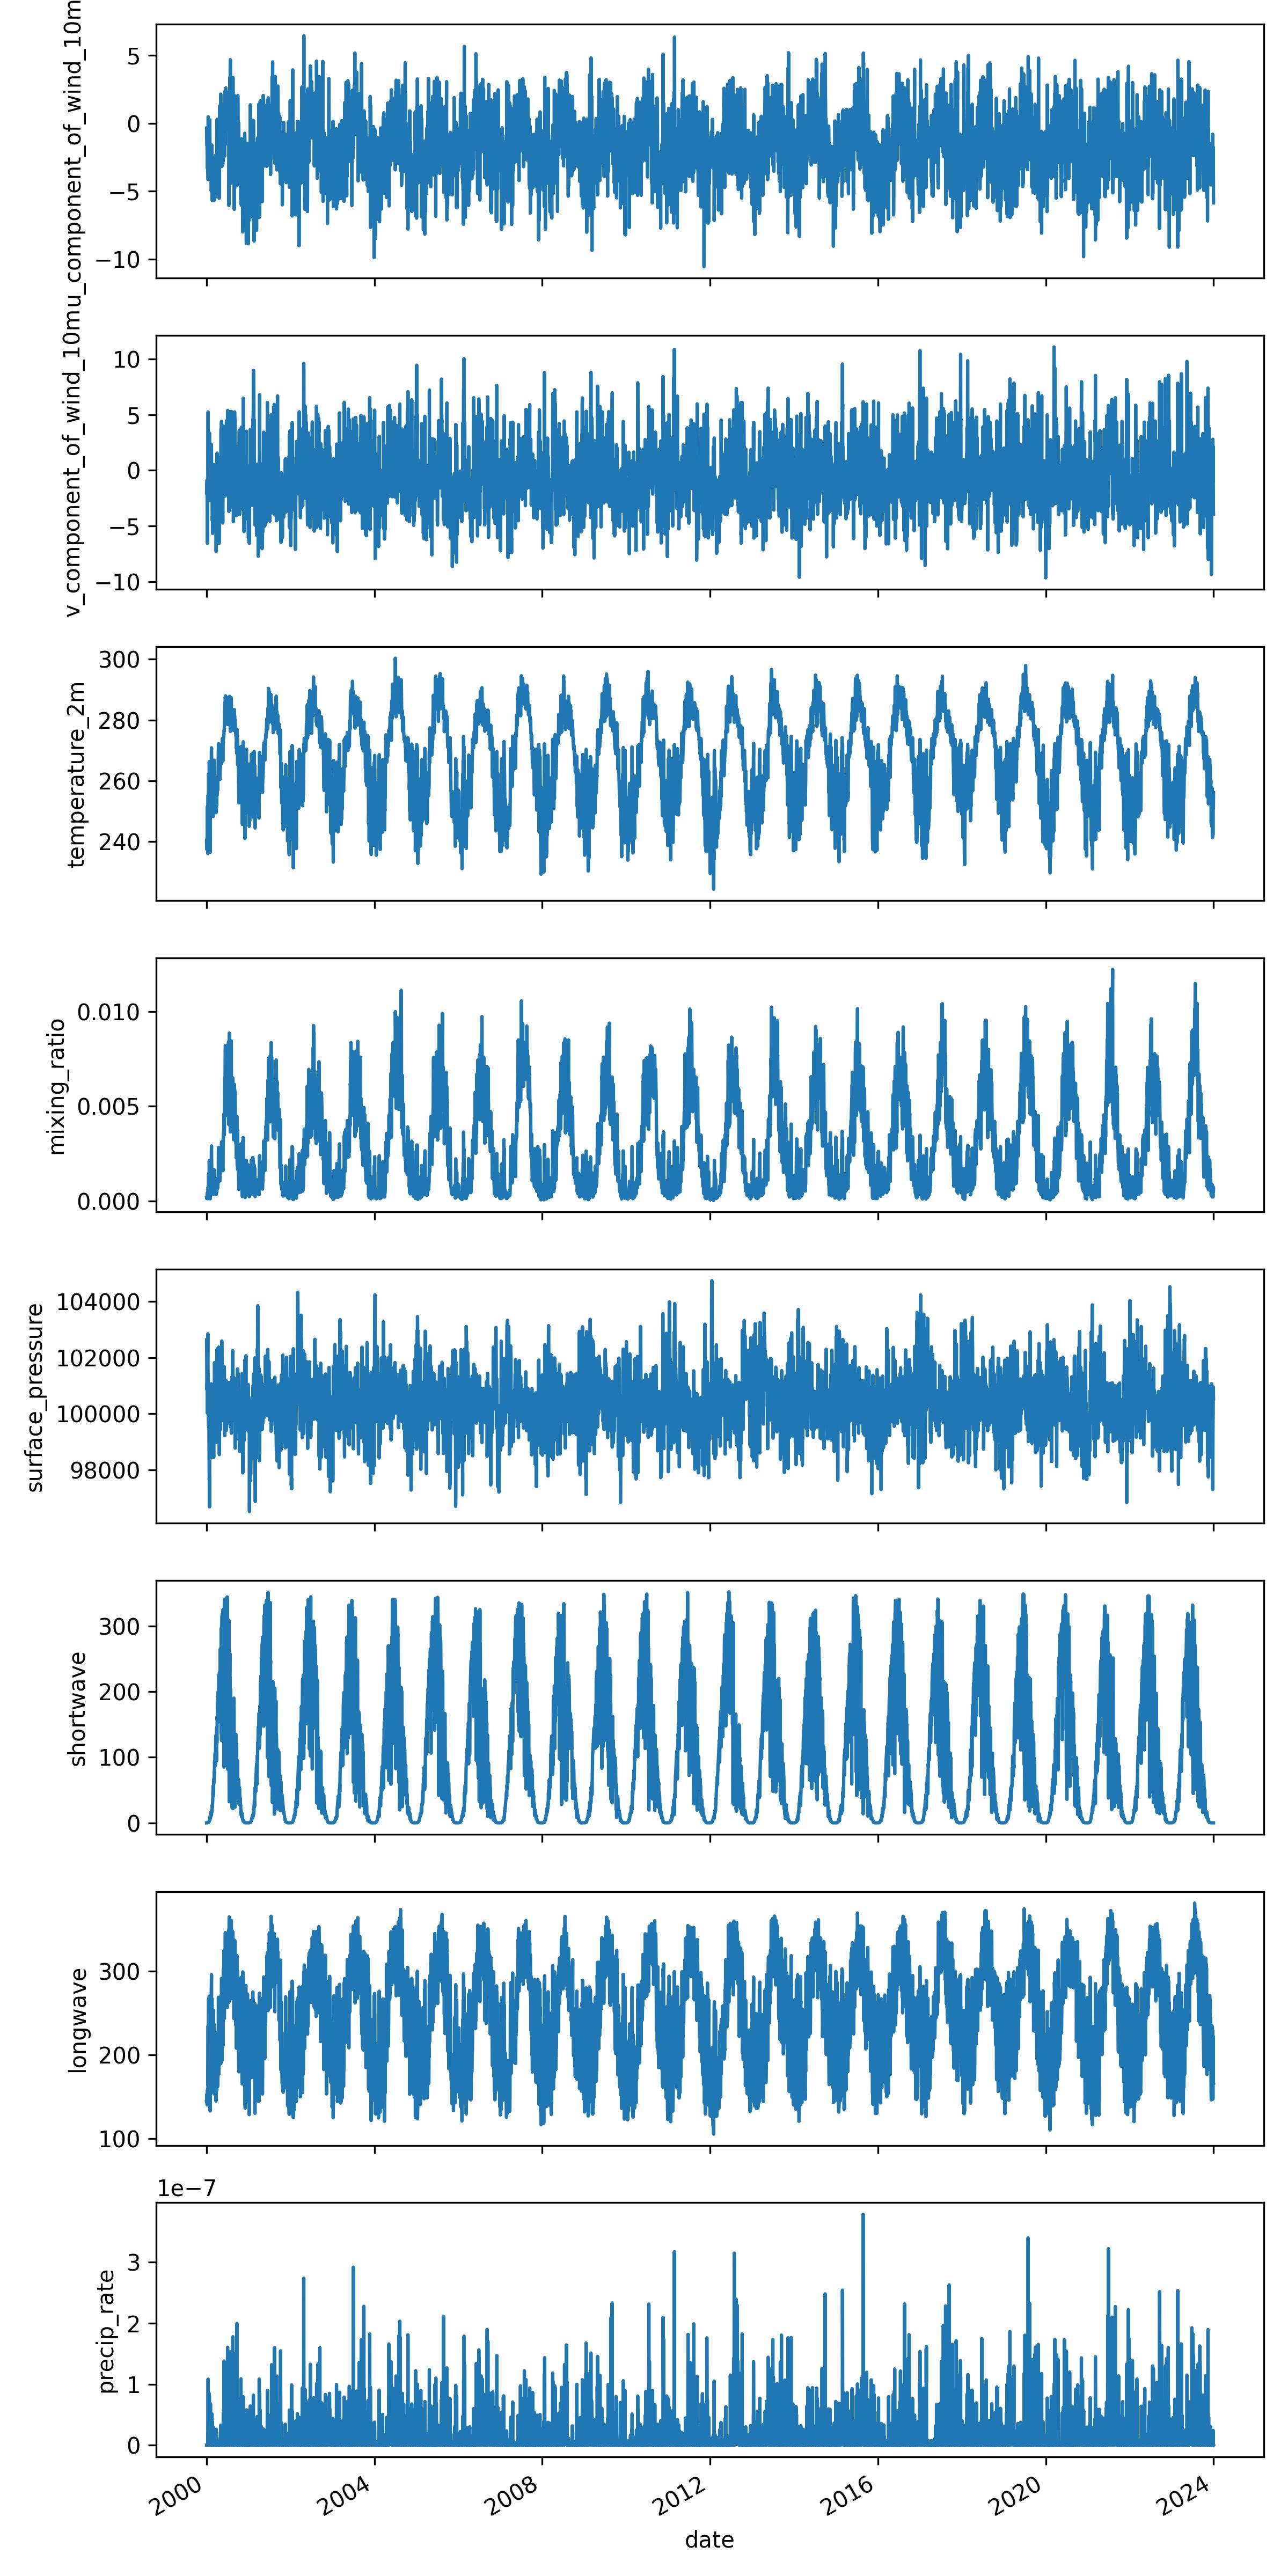 u_component_of_wind_10m
5
0
−5
−10
v_component_of_wind_10m
10
5
0
−5
−10
temperature_2m
300
280
260
240
mixing_ratio
0.010
0.005
0.000
surface_pressure
104000
102000
100000
98000
shortwave
300
200
100
0
longwave
300
200
100
1e−7
precip_rate
3
2
1
0
2000 2004 2008 2012 2016 2020 2024
date